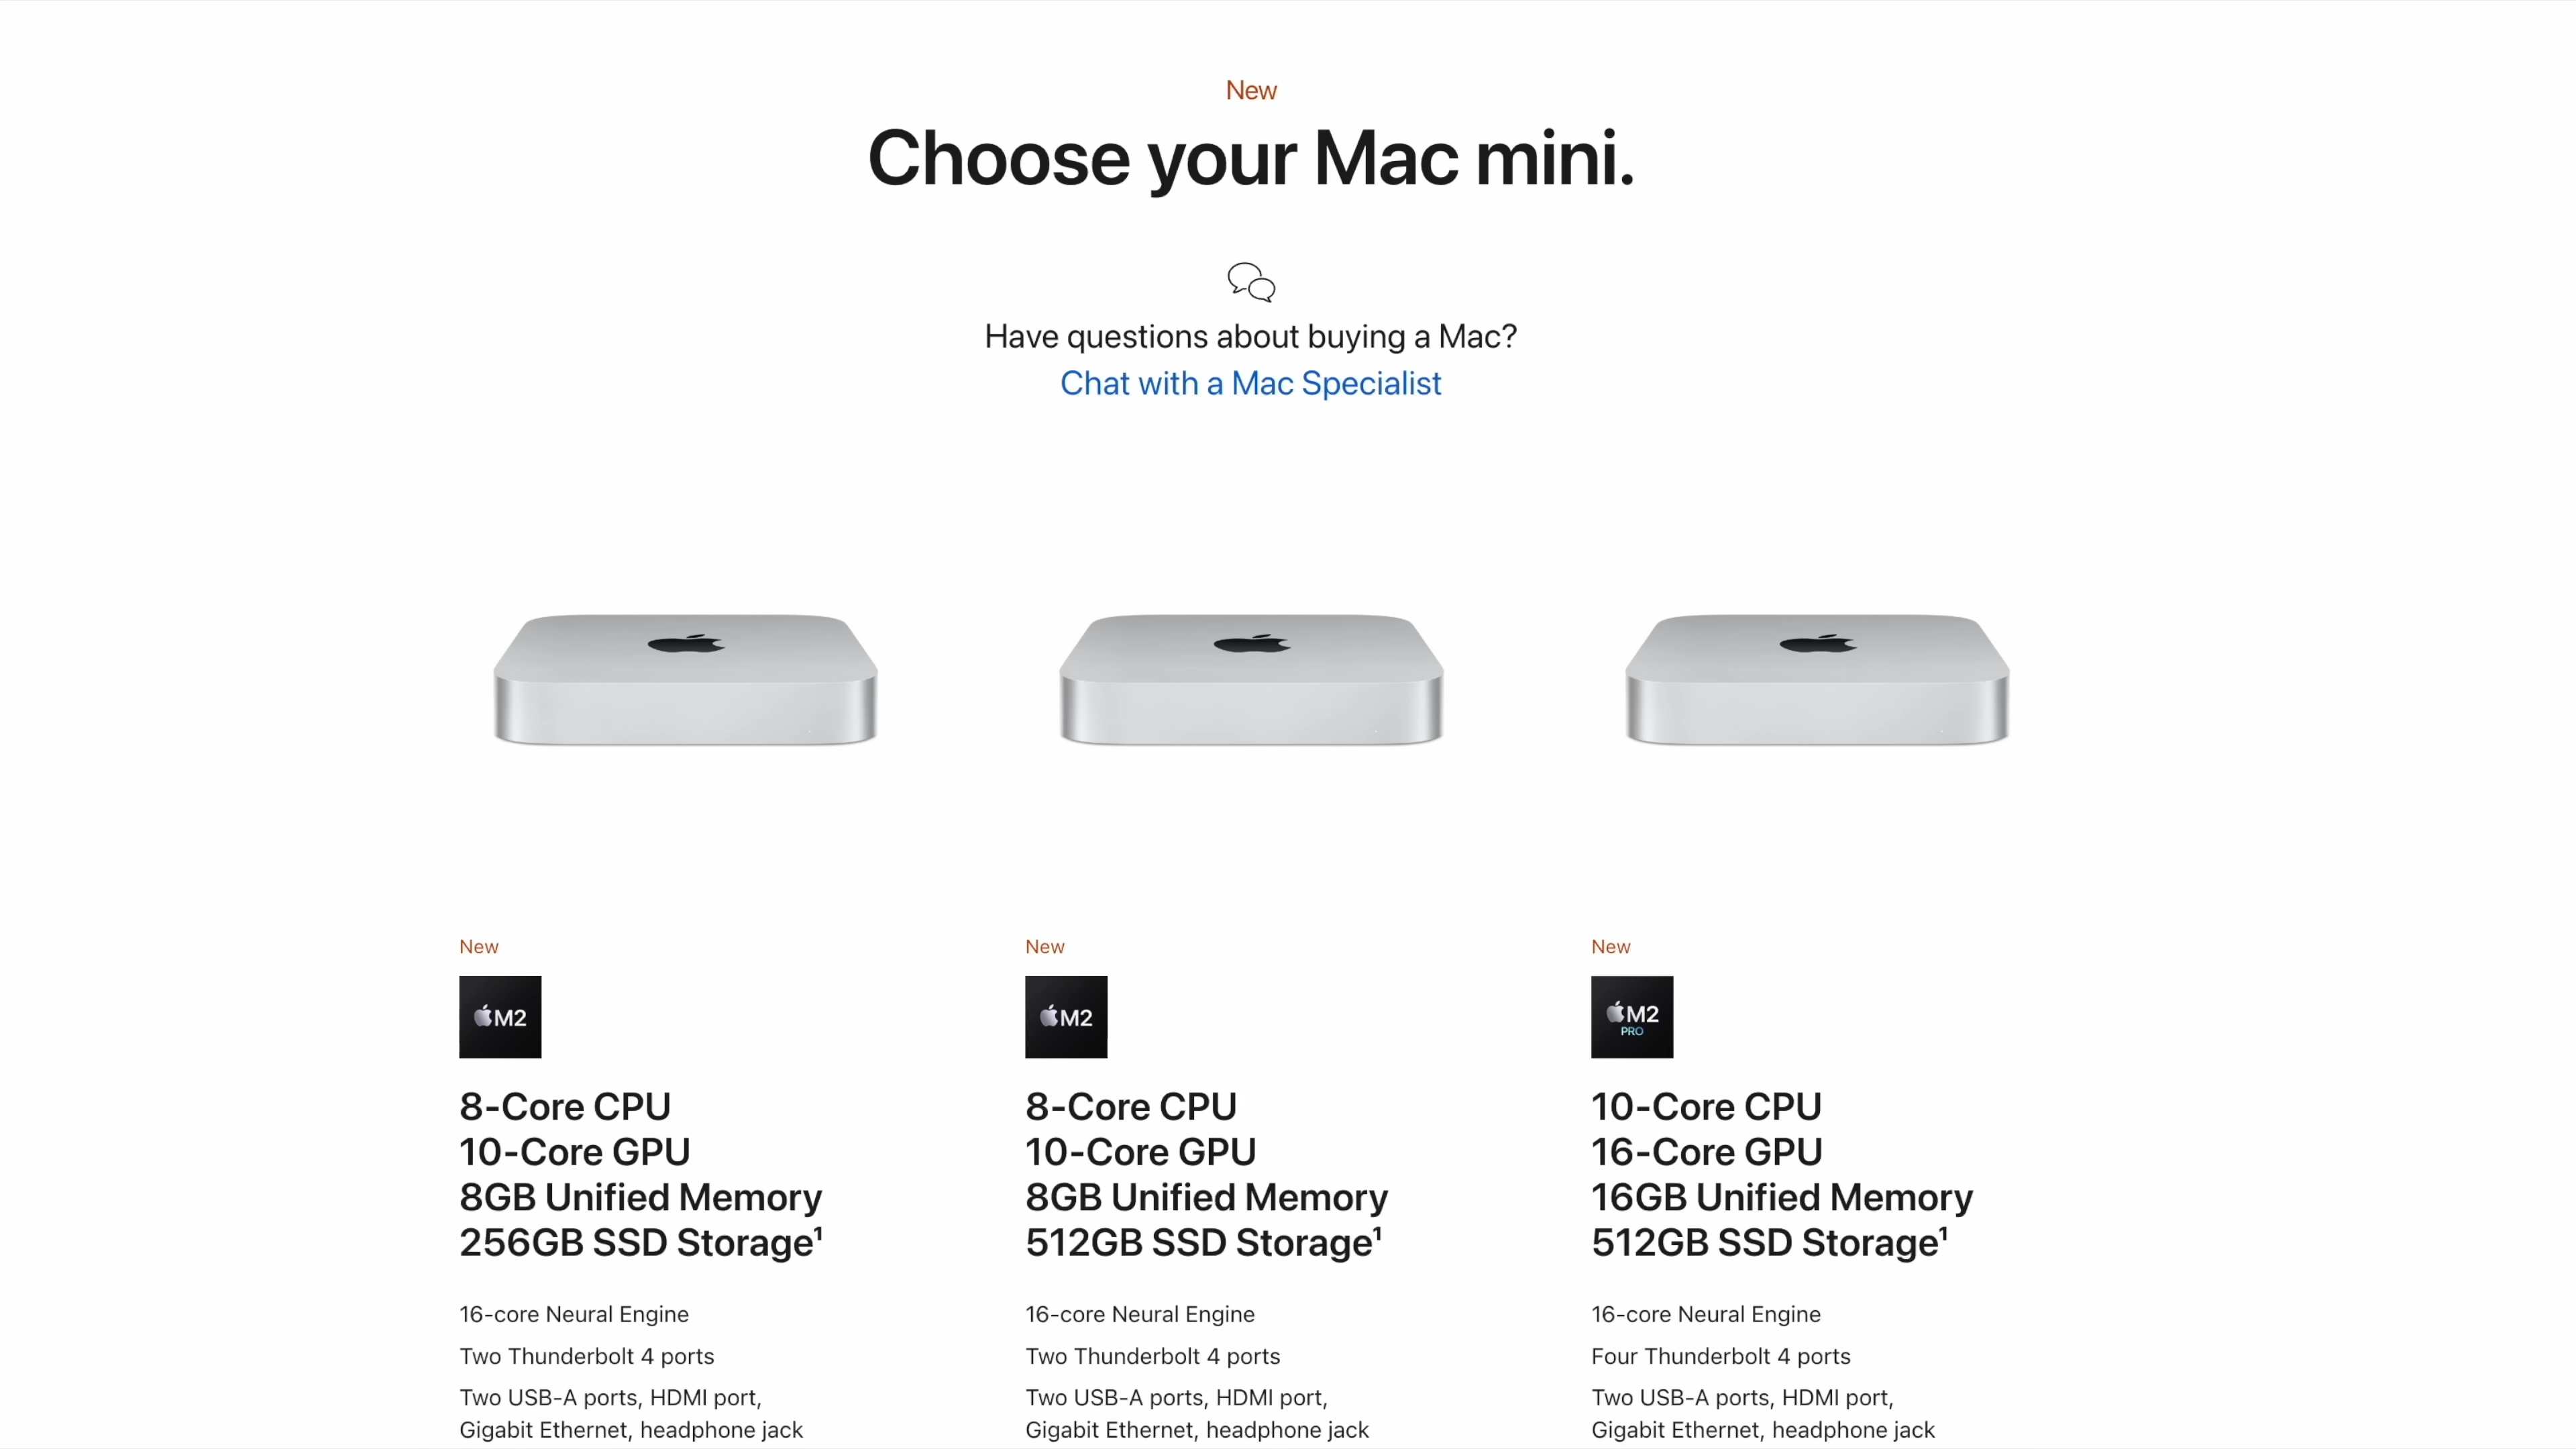 New
Choose your Mac mini.
Have questions about buying a Mac?
Chat with a Mac Specialist
New
M2
8-Core CPU
10-Core GPU
8GB Unified Memory
256GB SSD Storage¹
16-core Neural Engine
Two Thunderbolt 4 ports
Two USB-A ports, HDMI port,
Gigabit Ethernet, headphone jack
New
M2
8-Core CPU
10-Core GPU
8GB Unified Memory
512GB SSD Storage¹
16-core Neural Engine
Two Thunderbolt 4 ports
Two USB-A ports, HDMI port,
Gigabit Ethernet, headphone jack
New
M2
PRO
10-Core CPU
16-Core GPU
16GB Unified Memory
512GB SSD Storage¹
16-core Neural Engine
Four Thunderbolt 4 ports
Two USB-A ports, HDMI port,
Gigabit Ethernet, headphone jack